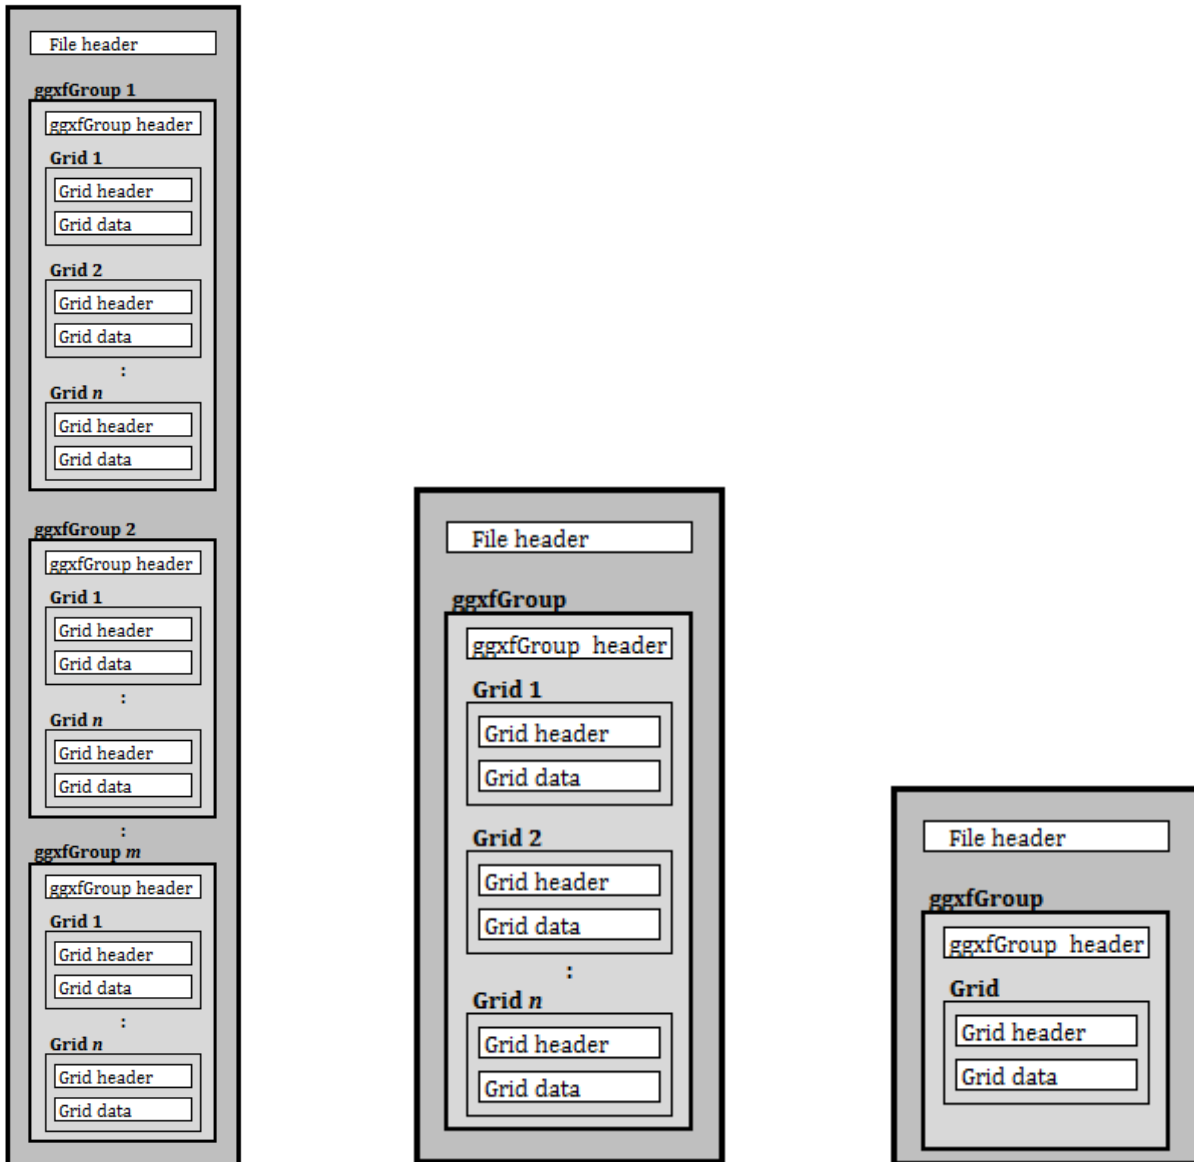 File header
ggxfGroup 1
ggxfGroup header
Grid 1
Grid header
Grid data
Grid 2
Grid header
Grid data
:
Grid n
Grid header
Grid data
ggxfGroup 2
ggxfGroup header
Grid 1
Grid header
Grid data
:
Grid n
Grid header
Grid data
:
ggxfGroup m
ggxfGroup header
Grid 1
Grid header
Grid data
:
Grid n
Grid header
Grid data
File header
ggxfGroup
ggxfGroup header
Grid 1
Grid header
Grid data
Grid 2
Grid header
Grid data
:
Grid n
Grid header
Grid data
File header
ggxfGroup
ggxfGroup header
Grid
Grid header
Grid data